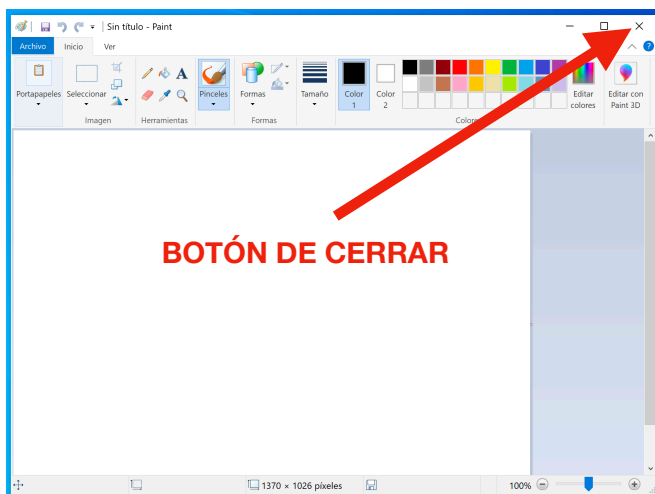 Sin título - Paint
Archivo Inicio Ver
Portapapeles Seleccionar Pinceles Formas Tamaño Color 1 Color 2 Editar colores Editar con Paint 3D
A
Imagen Herramientas Formas
BOTÓN DE CERRAR
1370 × 1026 píxeles 100%